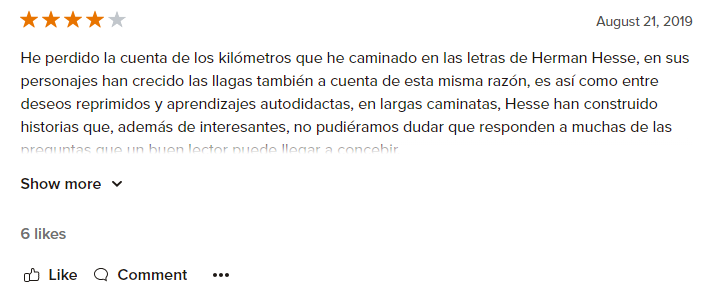 August 21, 2019
He perdido la cuenta de los kilómetros que he caminado en las letras de Herman Hesse, en sus
personajes han crecido las llagas también a cuenta de esta misma razón, es así como entre
deseos reprimidos y aprendizajes autodidactas, en largas caminatas, Hesse han construido
historias que, además de interesantes, no pudiéramos dudar que responden a muchas de las
preguntas que un buen lector puede llegar a concebir
Show more
6 likes
Like Comment